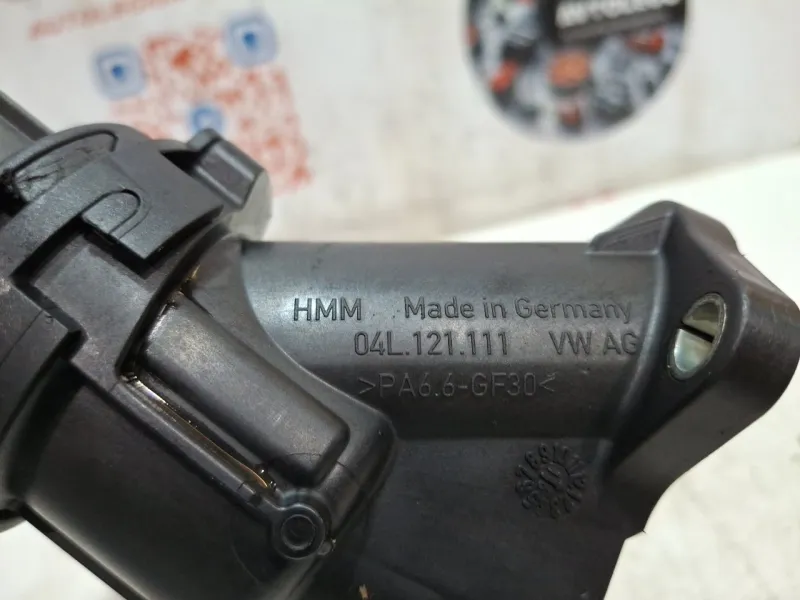 HMM Made in Germany
04L.121.111 VW AG
>PA6.6-GF30<